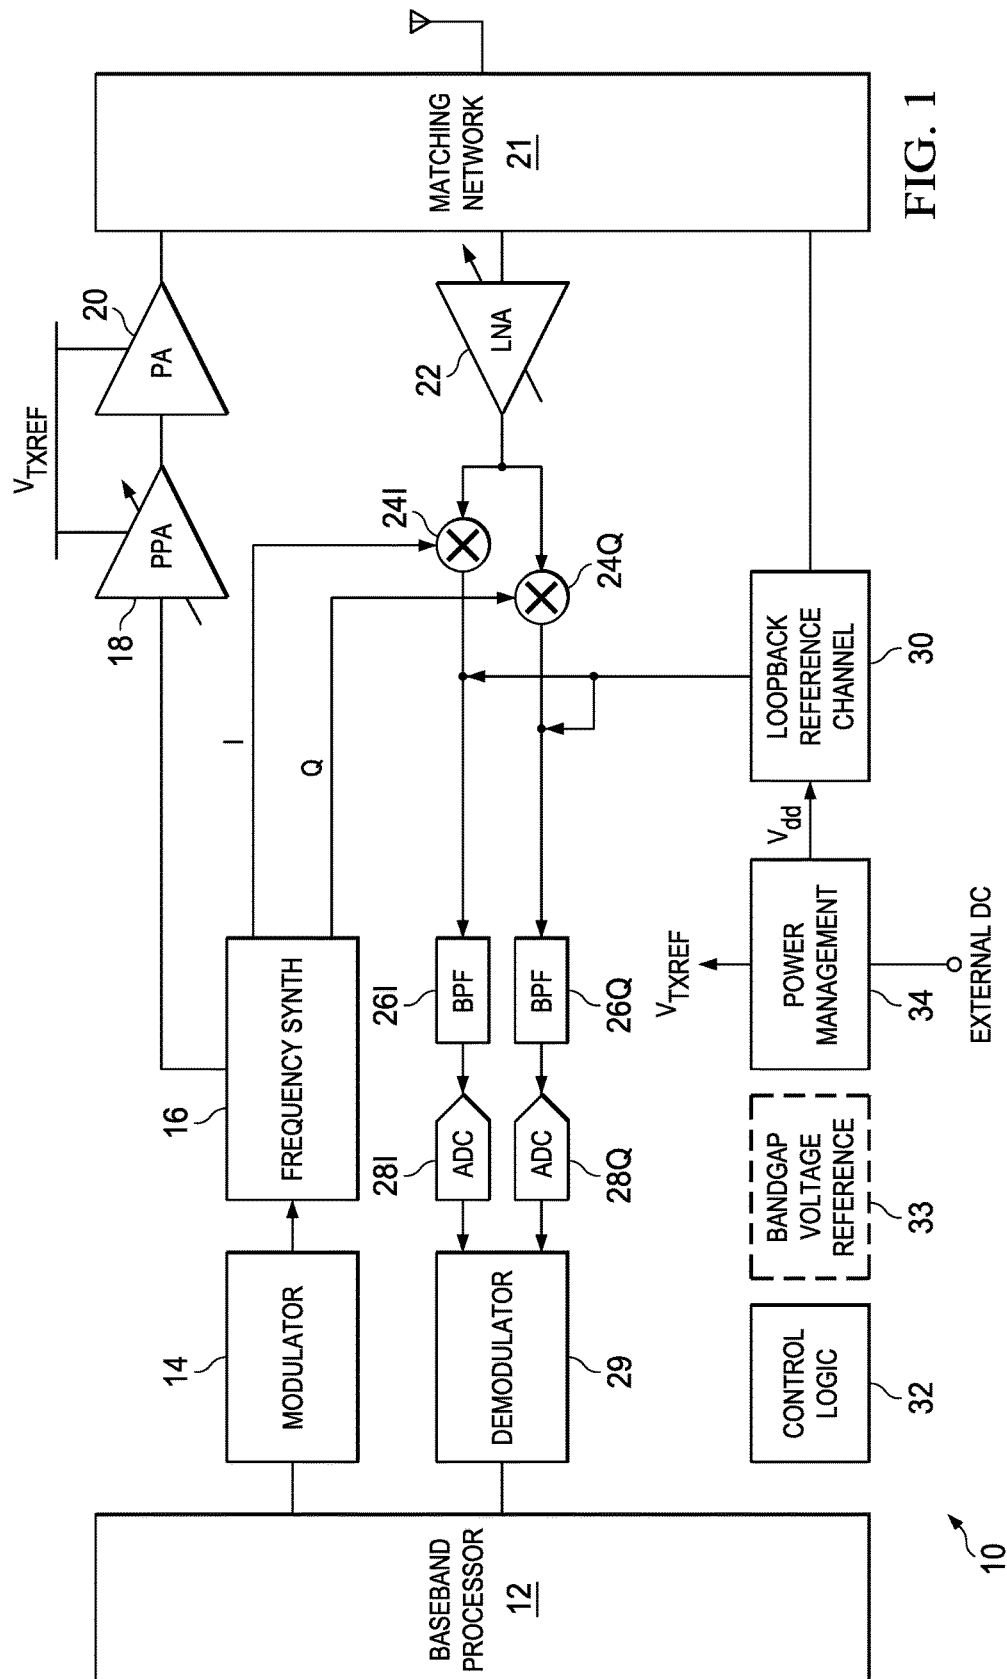 V_TXREF
PPA
18
PA
20
MATCHING
NETWORK
21
I
Q
24I
24Q
22
LNA
BASEBAND
PROCESSOR
12
14
MODULATOR
16
FREQUENCY SYNTH
DEMODULATOR
29
28I
ADC
ADC
28Q
26I
BPF
BPF
26Q
CONTROL
LOGIC
32
BANDGAP
VOLTAGE
REFERENCE
33
V_TXREF
POWER
MANAGEMENT
34
EXTERNAL DC
V_dd
LOOPBACK
REFERENCE
CHANNEL
30
10
FIG. 1